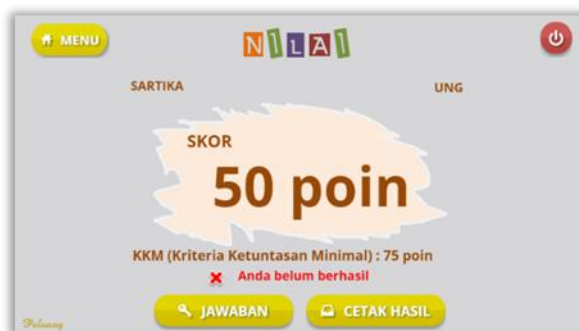 MENU
NILAI
SARTIKA UNG
SKOR
50 poin
KKM (Kriteria Ketuntasan Minimal) : 75 poin
Anda belum berhasil
JAWABAN CETAK HASIL
Peluang